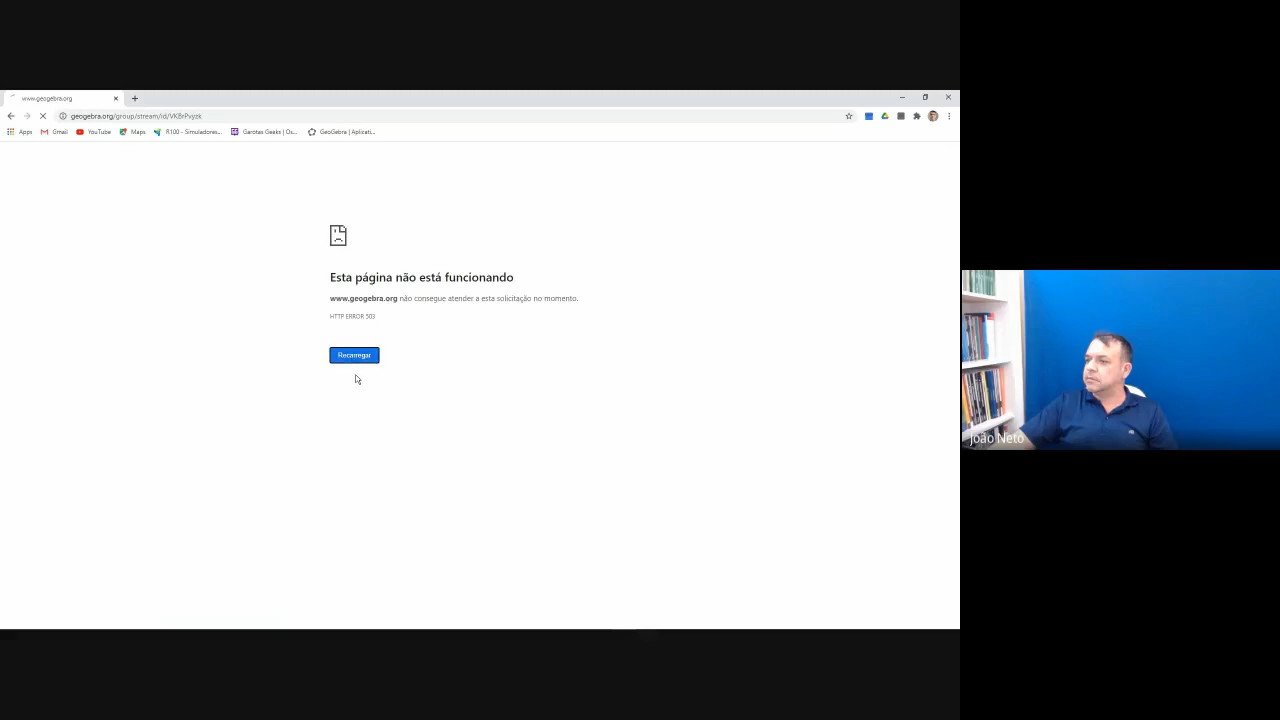 www.geogebra.org
geogebra.org/group/stream/id/VKBrPvyzk
Apps Gmail YouTube Maps R100 - Simuladores... Garotas Geeks | Os... GeoGebra | Aplicati...
Esta página não está funcionando
www.geogebra.org não consegue atender a esta solicitação no momento.
HTTP ERROR 503
Recarregar
João Neto